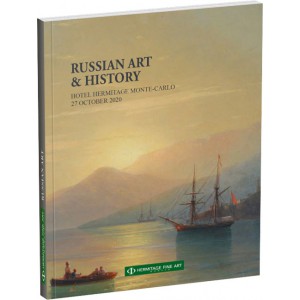 RUSSIAN ART
& HISTORY
HOTEL HERMITAGE MONTE-CARLO
27 OCTOBER 2020
HERMITAGE FINE ART